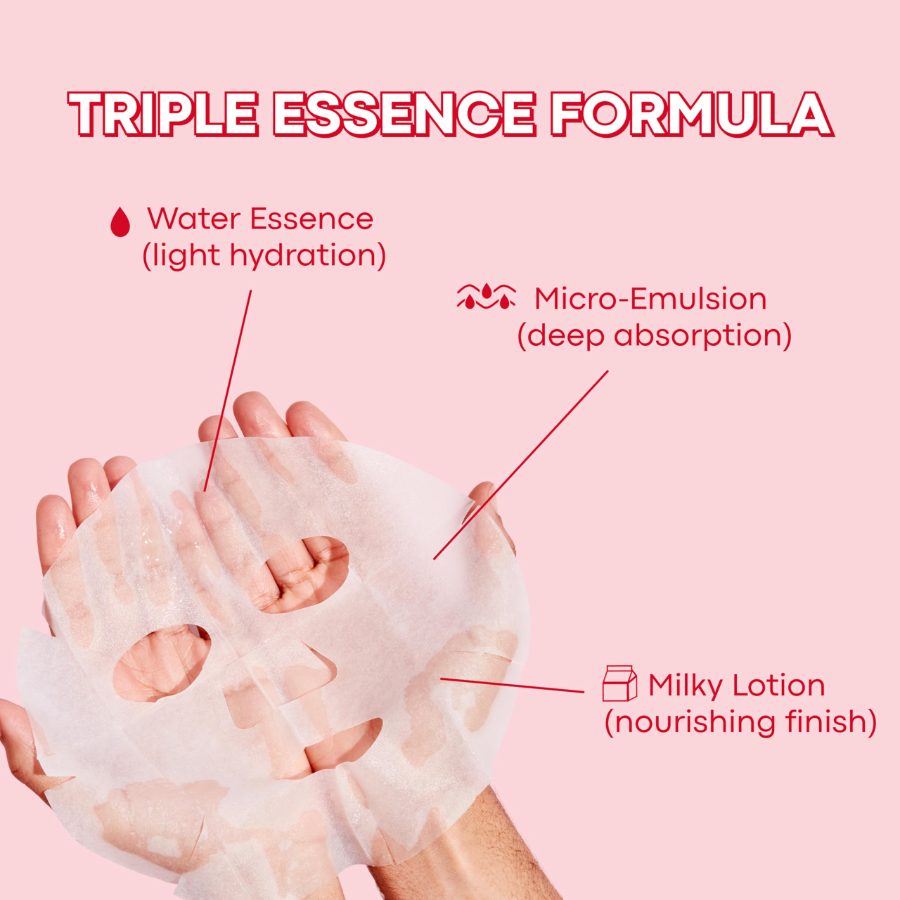 TRIPLE ESSENCE FORMULA
Water Essence
(light hydration)
Micro-Emulsion
(deep absorption)
Milky Lotion
(nourishing finish)